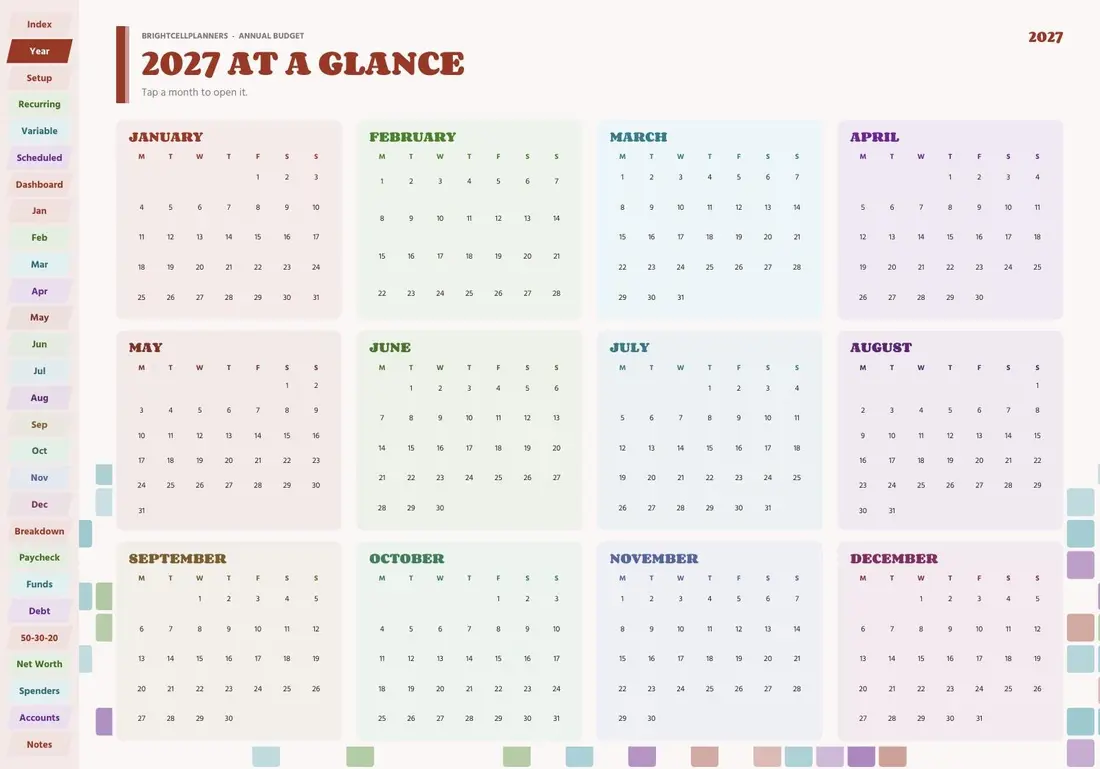 Index
Year
Setup
Recurring
Variable
Scheduled
Dashboard
Jan
Feb
Mar
Apr
May
Jun
Jul
Aug
Sep
Oct
Nov
Dec
Breakdown
Paycheck
Funds
Debt
50-30-20
Net Worth
Spenders
Accounts
Notes
BRIGHTCELLPLANNERS - ANNUAL BUDGET
2027 AT A GLANCE
Tap a month to open it.
2027
JANUARY
M T W T F S S
1 2 3
4 5 6 7 8 9 10
11 12 13 14 15 16 17
18 19 20 21 22 23 24
25 26 27 28 29 30 31
FEBRUARY
M T W T F S S
1 2 3 4 5 6 7
8 9 10 11 12 13 14
15 16 17 18 19 20 21
22 23 24 25 26 27 28
MARCH
M T W T F S S
1 2 3 4 5 6 7
8 9 10 11 12 13 14
15 16 17 18 19 20 21
22 23 24 25 26 27 28
29 30 31
APRIL
M T W T F S S
1 2 3 4
5 6 7 8 9 10 11
12 13 14 15 16 17 18
19 20 21 22 23 24 25
26 27 28 29 30
MAY
M T W T F S S
1 2
3 4 5 6 7 8 9
10 11 12 13 14 15 16
17 18 19 20 21 22 23
24 25 26 27 28 29 30
31
JUNE
M T W T F S S
1 2 3 4 5 6
7 8 9 10 11 12 13
14 15 16 17 18 19 20
21 22 23 24 25 26 27
28 29 30
JULY
M T W T F S S
1 2 3 4
5 6 7 8 9 10 11
12 13 14 15 16 17 18
19 20 21 22 23 24 25
26 27 28 29 30 31
AUGUST
M T W T F S S
1
2 3 4 5 6 7 8
9 10 11 12 13 14 15
16 17 18 19 20 21 22
23 24 25 26 27 28 29
30 31
SEPTEMBER
M T W T F S S
1 2 3 4 5
6 7 8 9 10 11 12
13 14 15 16 17 18 19
20 21 22 23 24 25 26
27 28 29 30
OCTOBER
M T W T F S S
1 2 3
4 5 6 7 8 9 10
11 12 13 14 15 16 17
18 19 20 21 22 23 24
25 26 27 28 29 30 31
NOVEMBER
M T W T F S S
1 2 3 4 5 6 7
8 9 10 11 12 13 14
15 16 17 18 19 20 21
22 23 24 25 26 27 28
29 30
DECEMBER
M T W T F S S
1 2 3 4 5
6 7 8 9 10 11 12
13 14 15 16 17 18 19
20 21 22 23 24 25 26
27 28 29 30 31